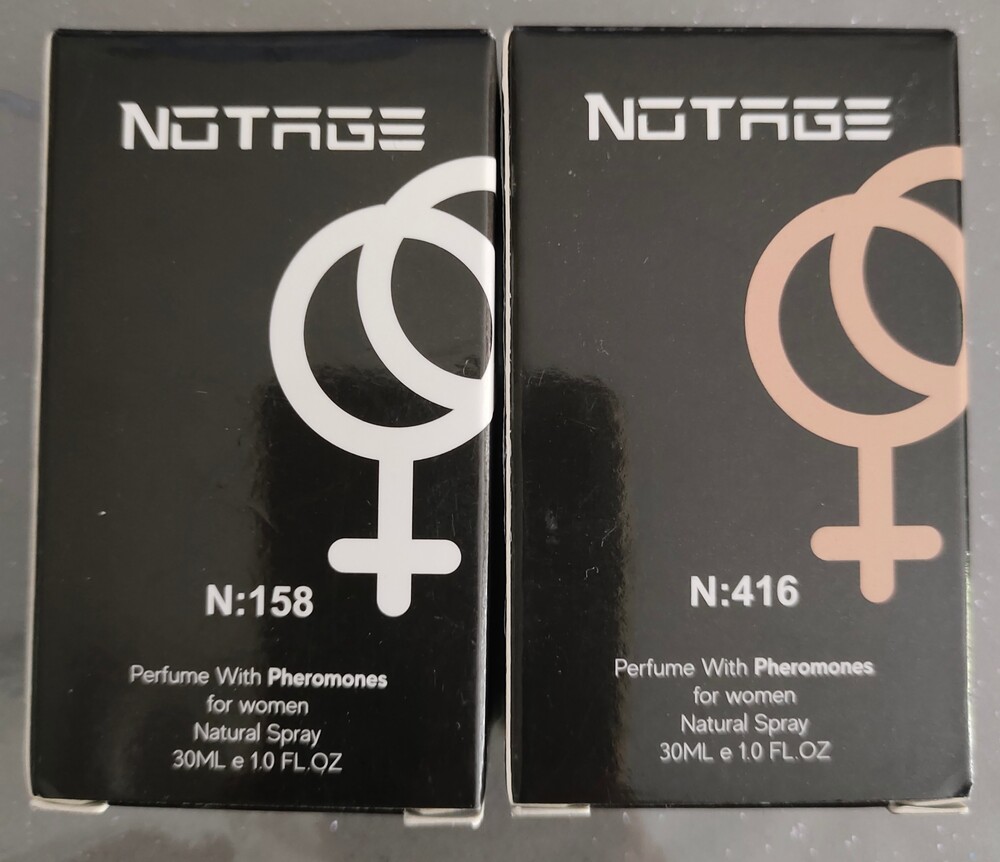 NOTAGE
N:158
Perfume With Pheromones
for women
Natural Spray
30ML e 1.0 FL.OZ
NOTAGE
N:416
Perfume With Pheromones
for women
Natural Spray
30ML e 1.0 FL.OZ